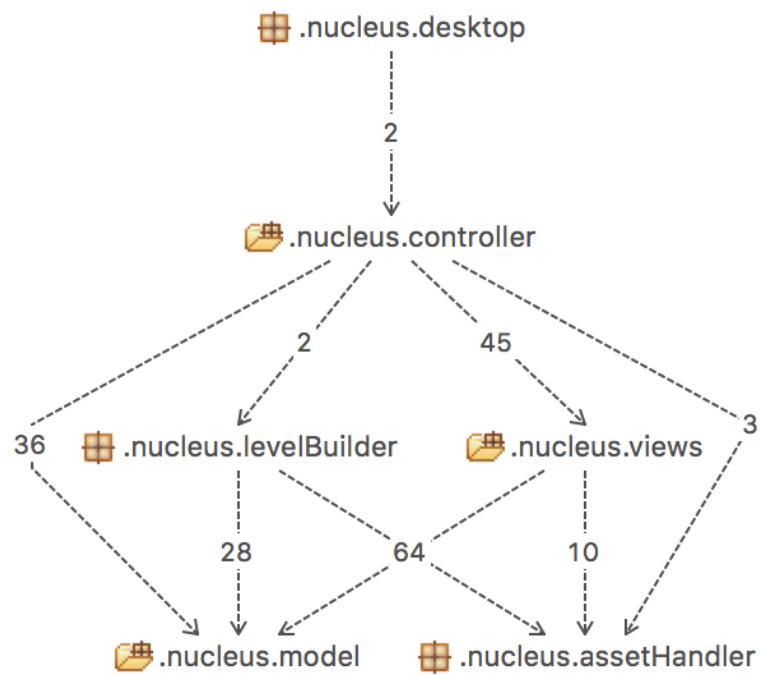 .nucleus.desktop
2
.nucleus.controller
2
45
36
.nucleus.levelBuilder
.nucleus.views
3
28
64
10
.nucleus.model
.nucleus.assetHandler